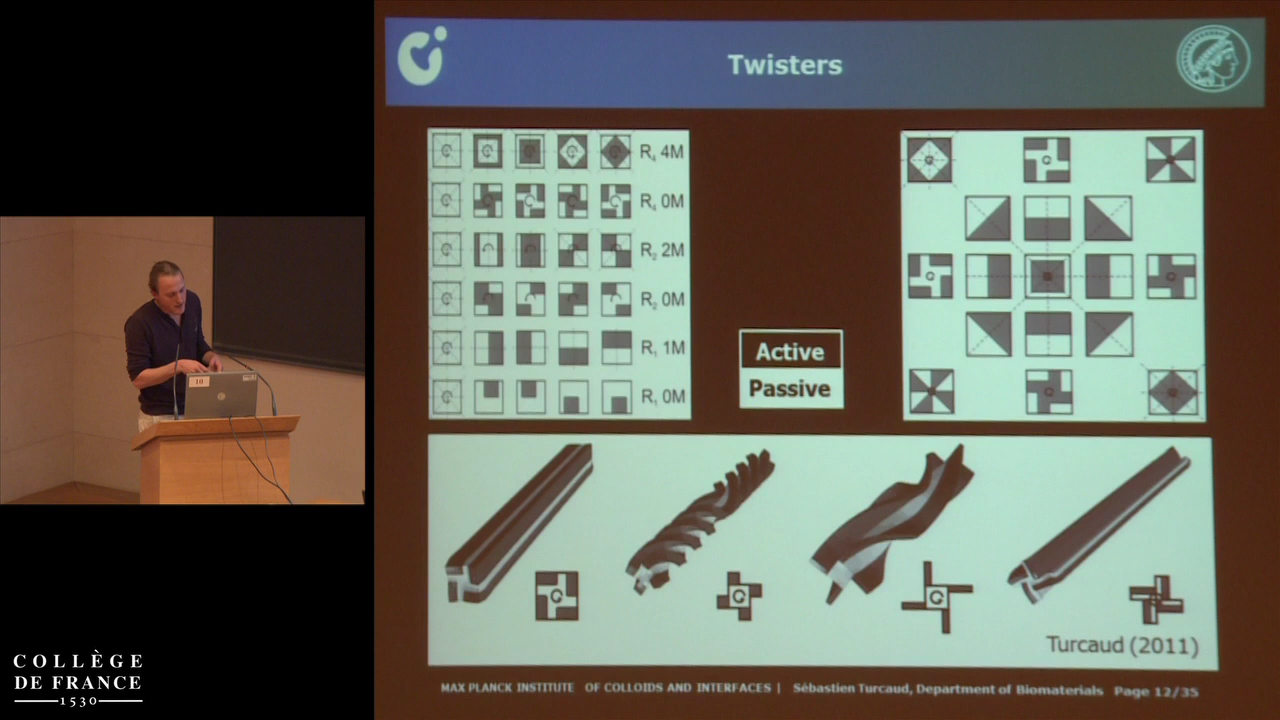 Twisters
R₄ 4M
R₄ 0M
R₂ 2M
R₂ 0M
R₁ 1M
R₁ 0M
Active
Passive
Turcaud (2011)
MAX PLANCK INSTITUTE OF COLLOIDS AND INTERFACES | Sébastien Turcaud, Department of Biomaterials Page 12/35
10
COLLÈGE
DE FRANCE
1530